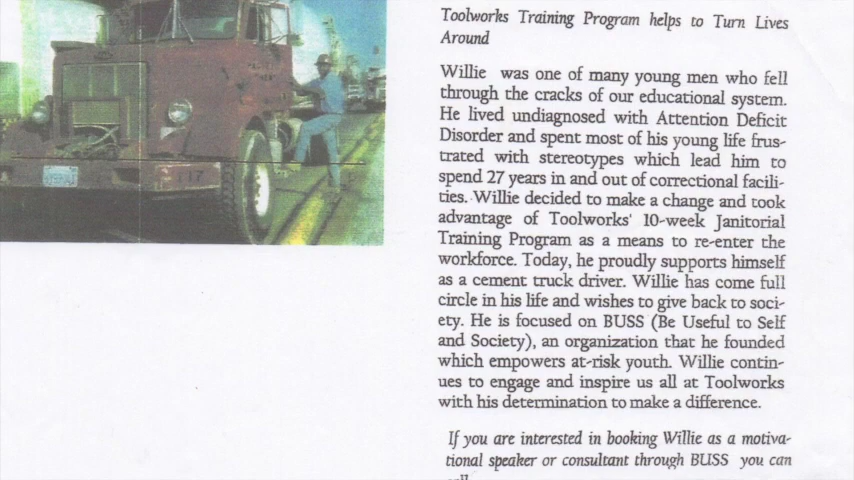 Toolworks Training Program helps to Turn Lives
Around
Willie was one of many young men who fell
through the cracks of our educational system.
He lived undiagnosed with Attention Deficit
Disorder and spent most of his young life frus-
trated with stereotypes which lead him to
spend 27 years in and out of correctional facili-
ties. Willie decided to make a change and took
advantage of Toolworks' 10-week Janitorial
Training Program as a means to re-enter the
workforce. Today, he proudly supports himself
as a cement truck driver. Willie has come full
circle in his life and wishes to give back to soci-
ety. He is focused on BUSS (Be Useful to Self
and Society), an organization that he founded
which empowers at-risk youth. Willie contin-
ues to engage and inspire us all at Toolworks
with his determination to make a difference.
If you are interested in booking Willie as a motiva-
tional speaker or consultant through BUSS you can
117